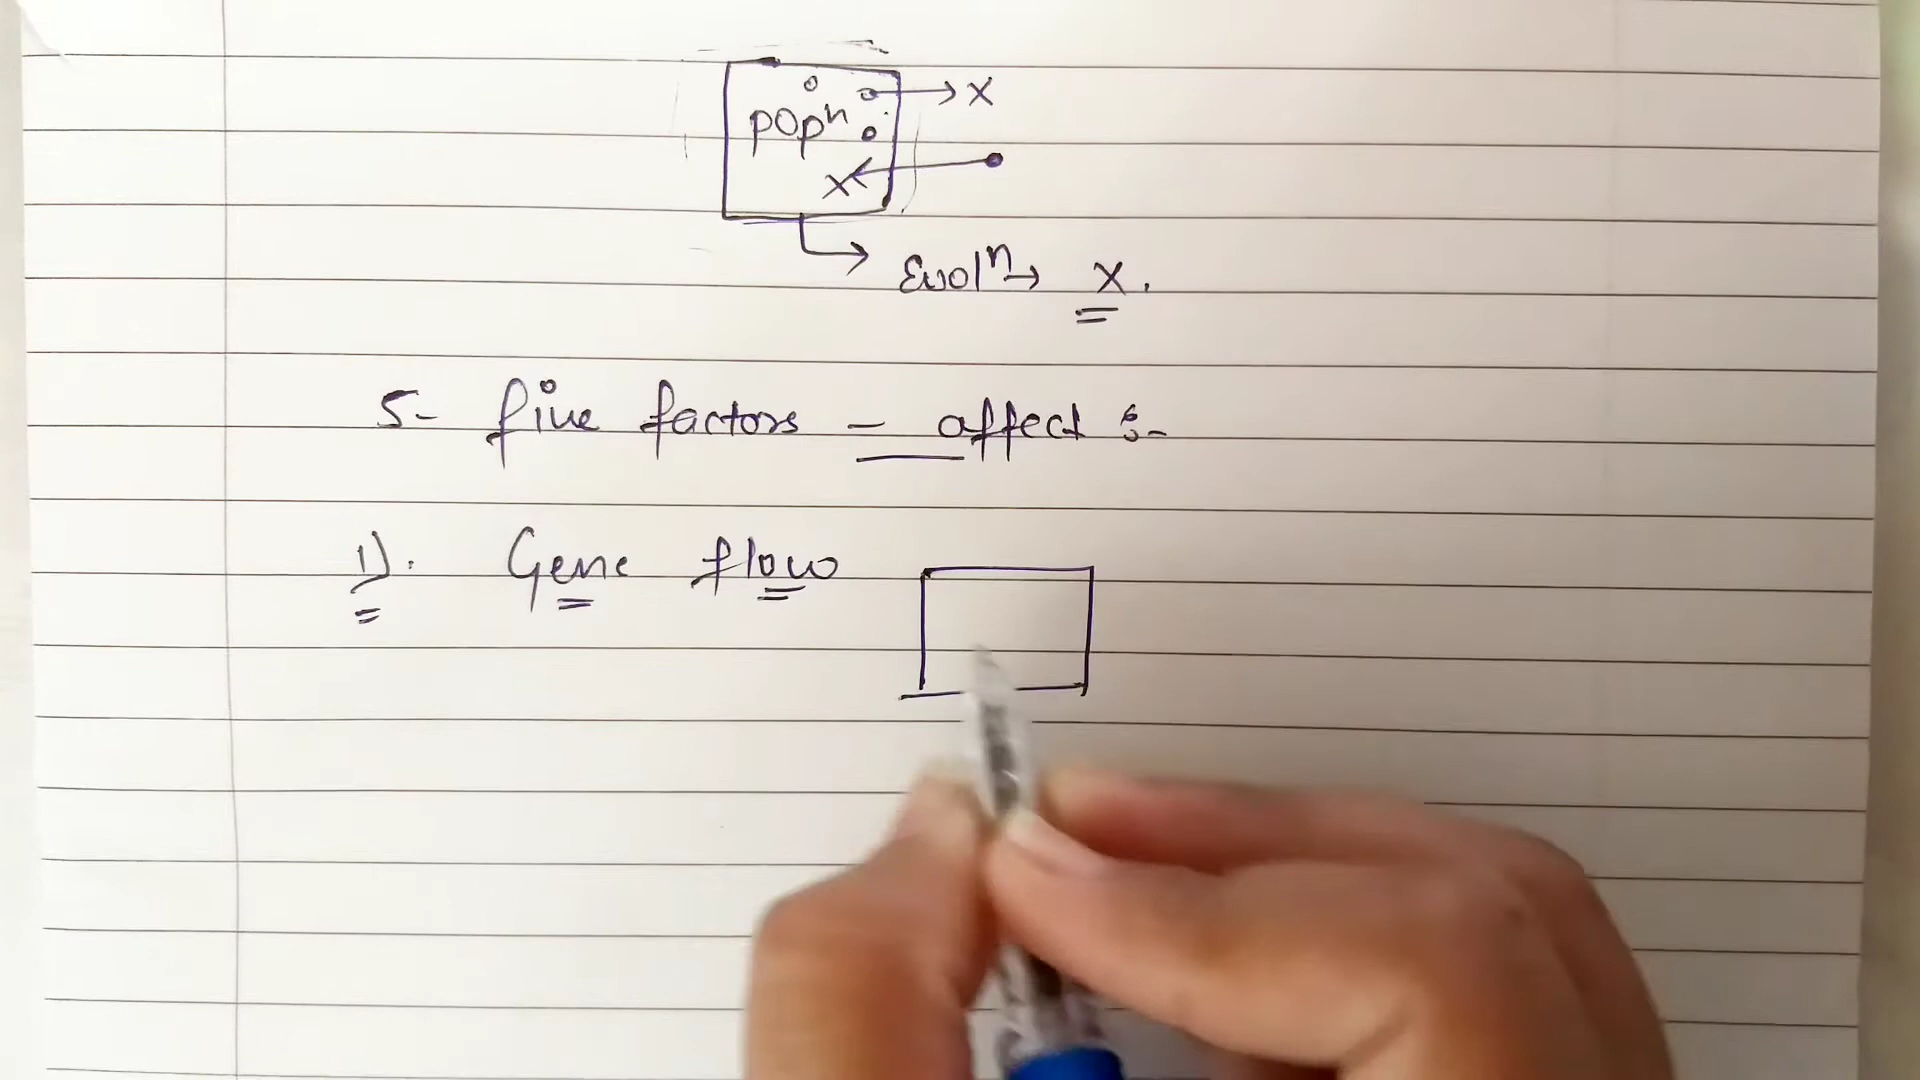 popⁿ → X
X
Evolⁿ → X.
5- five factors - affect :-
1). Gene flow